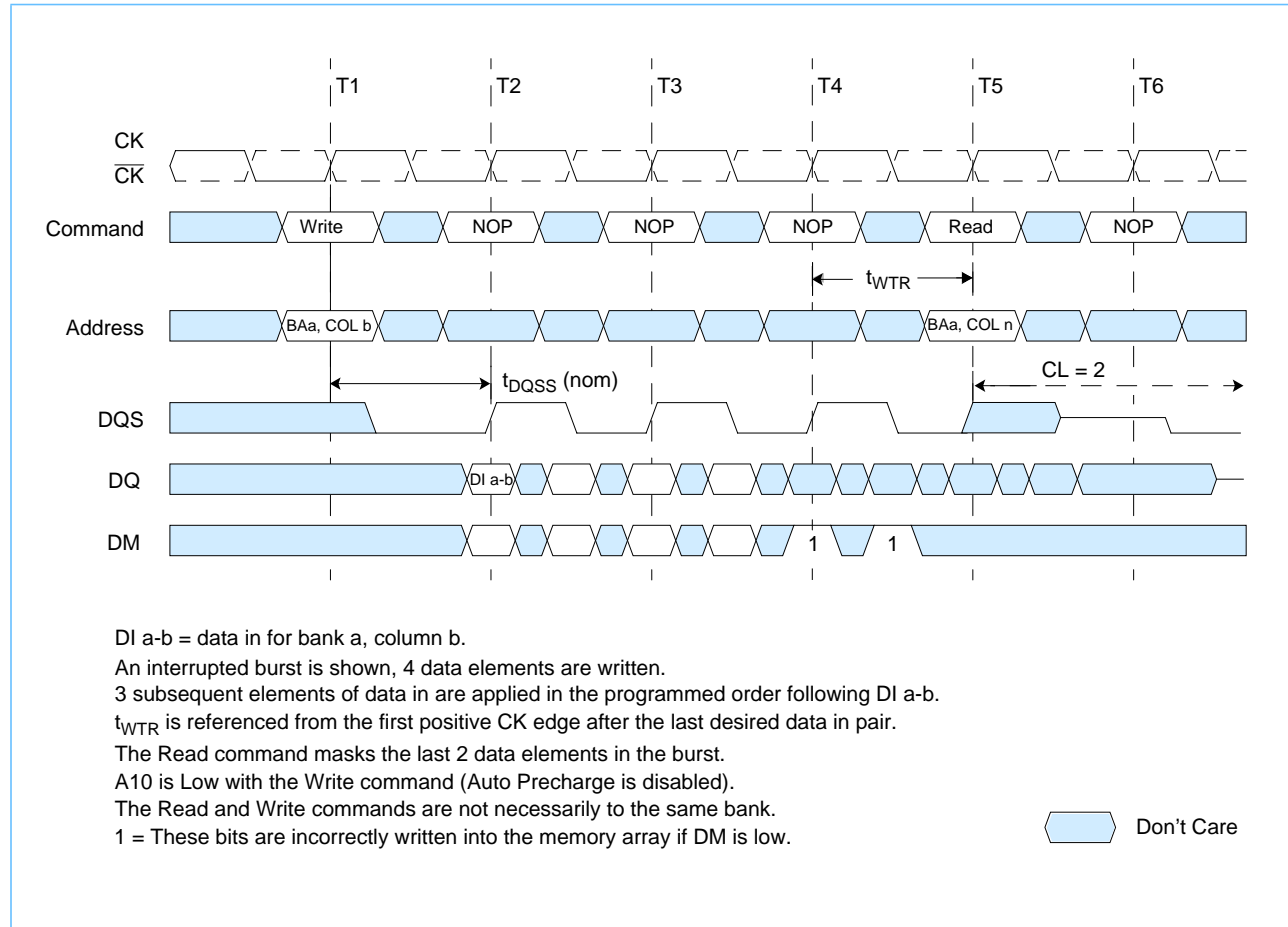 T1 T2 T3 T4 T5 T6
CK
CK
Command Write NOP NOP NOP Read NOP
tWTR
Address BAa, COL b BAa, COL n
tDQSS (nom) CL = 2
DQS
DQ DI a-b
DM 1 1
DI a-b = data in for bank a, column b.
An interrupted burst is shown, 4 data elements are written.
3 subsequent elements of data in are applied in the programmed order following DI a-b.
tWTR is referenced from the first positive CK edge after the last desired data in pair.
The Read command masks the last 2 data elements in the burst.
A10 is Low with the Write command (Auto Precharge is disabled).
The Read and Write commands are not necessarily to the same bank.
1 = These bits are incorrectly written into the memory array if DM is low.
Don't Care